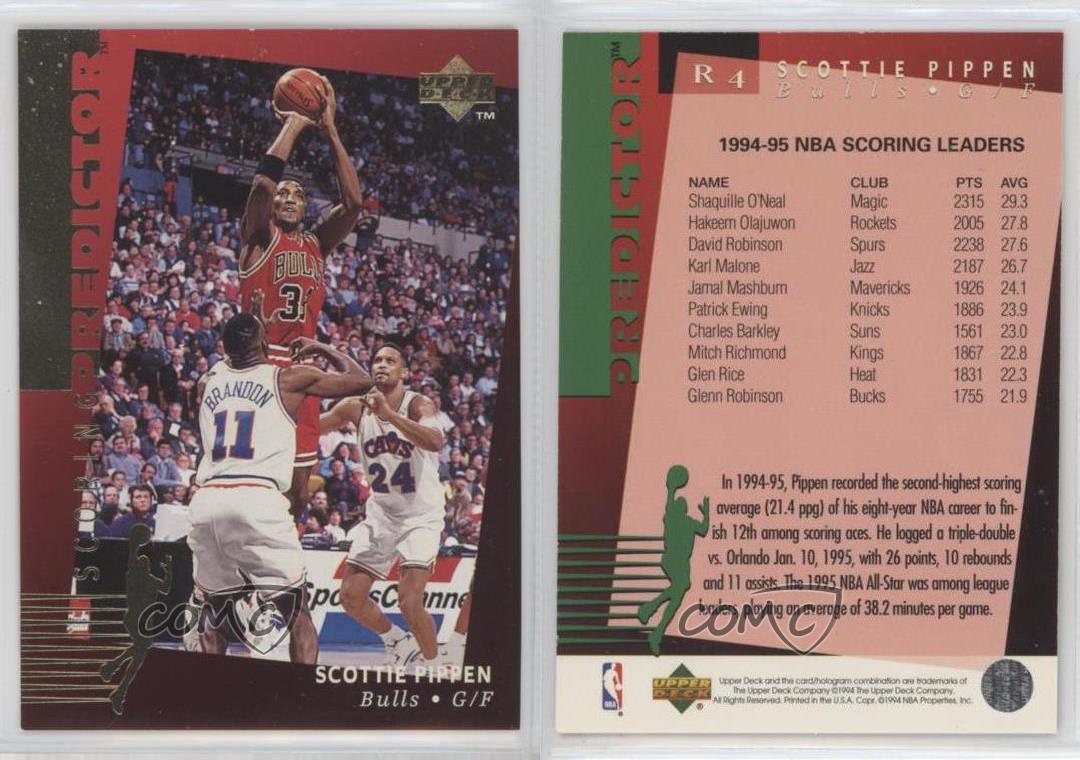 SCORING PREDICTOR™
UPPER
DECK
™
BULLS
BRANDON
11
CAVS
24
SportsChanne
COMC
SCOTTIE PIPPEN
Bulls • G/F
PREDICTOR™
R 4
SCOTTIE PIPPEN
Bulls • G/F
1994-95 NBA SCORING LEADERS
NAME CLUB PTS AVG
Shaquille O'Neal Magic 2315 29.3
Hakeem Olajuwon Rockets 2005 27.8
David Robinson Spurs 2238 27.6
Karl Malone Jazz 2187 26.7
Jamal Mashburn Mavericks 1926 24.1
Patrick Ewing Knicks 1886 23.9
Charles Barkley Suns 1561 23.0
Mitch Richmond Kings 1867 22.8
Glen Rice Heat 1831 22.3
Glenn Robinson Bucks 1755 21.9
In 1994-95, Pippen recorded the second-highest scoring
average (21.4 ppg) of his eight-year NBA career to fin-
ish 12th among scoring aces. He logged a triple-double
vs. Orlando Jan. 10, 1995, with 26 points, 10 rebounds
and 11 assists. The 1995 NBA All-Star was among league
leaders, playing an average of 38.2 minutes per game.
COMC
NBA
UPPER
DECK
®
Upper Deck and the card/hologram combination are trademarks of
The Upper Deck Company ©1994 The Upper Deck Company.
All Rights Reserved. Printed in the U.S.A. Copr. ©1994 NBA Properties, Inc.